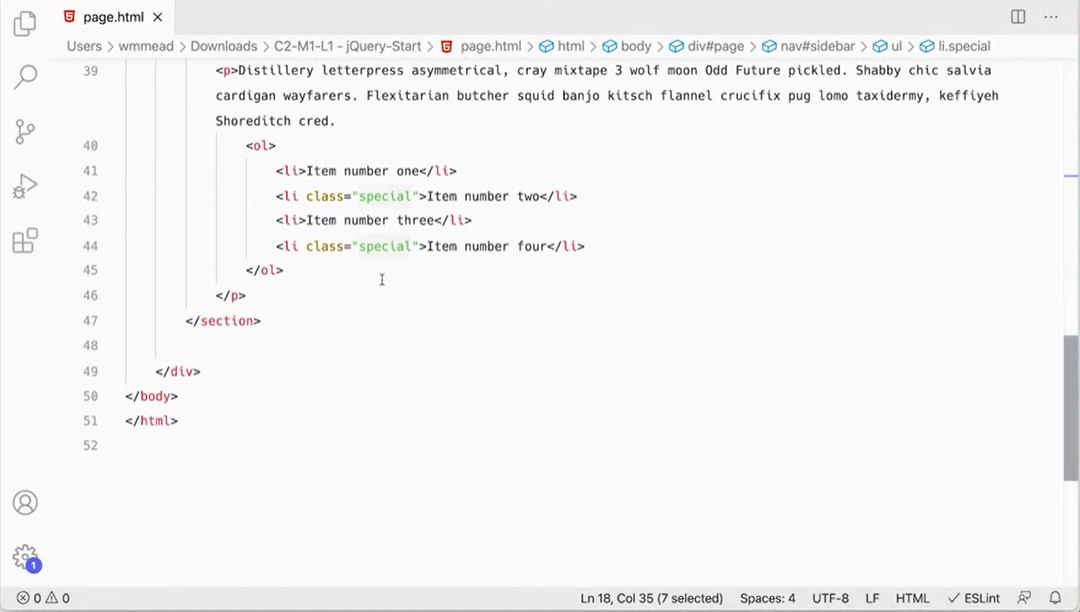 page.html
Users > wmmead > Downloads > C2-M1-L1 - jQuery-Start > page.html > html > body > div#page > nav#sidebar > ul > li.special
39 <p>Distillery letterpress asymmetrical, cray mixtape 3 wolf moon Odd Future pickled. Shabby chic salvia
cardigan wayfarers. Flexitarian butcher squid banjo kitsch flannel crucifix pug lomo taxidermy, keffiyeh
Shoreditch cred.
40 <ol>
41 <li>Item number one</li>
42 <li class="special">Item number two</li>
43 <li>Item number three</li>
44 <li class="special">Item number four</li>
45 </ol>
46 </p>
47 </section>
48
49 </div>
50 </body>
51 </html>
52
1
0 0 Ln 18, Col 35 (7 selected) Spaces: 4 UTF-8 LF HTML ESLint